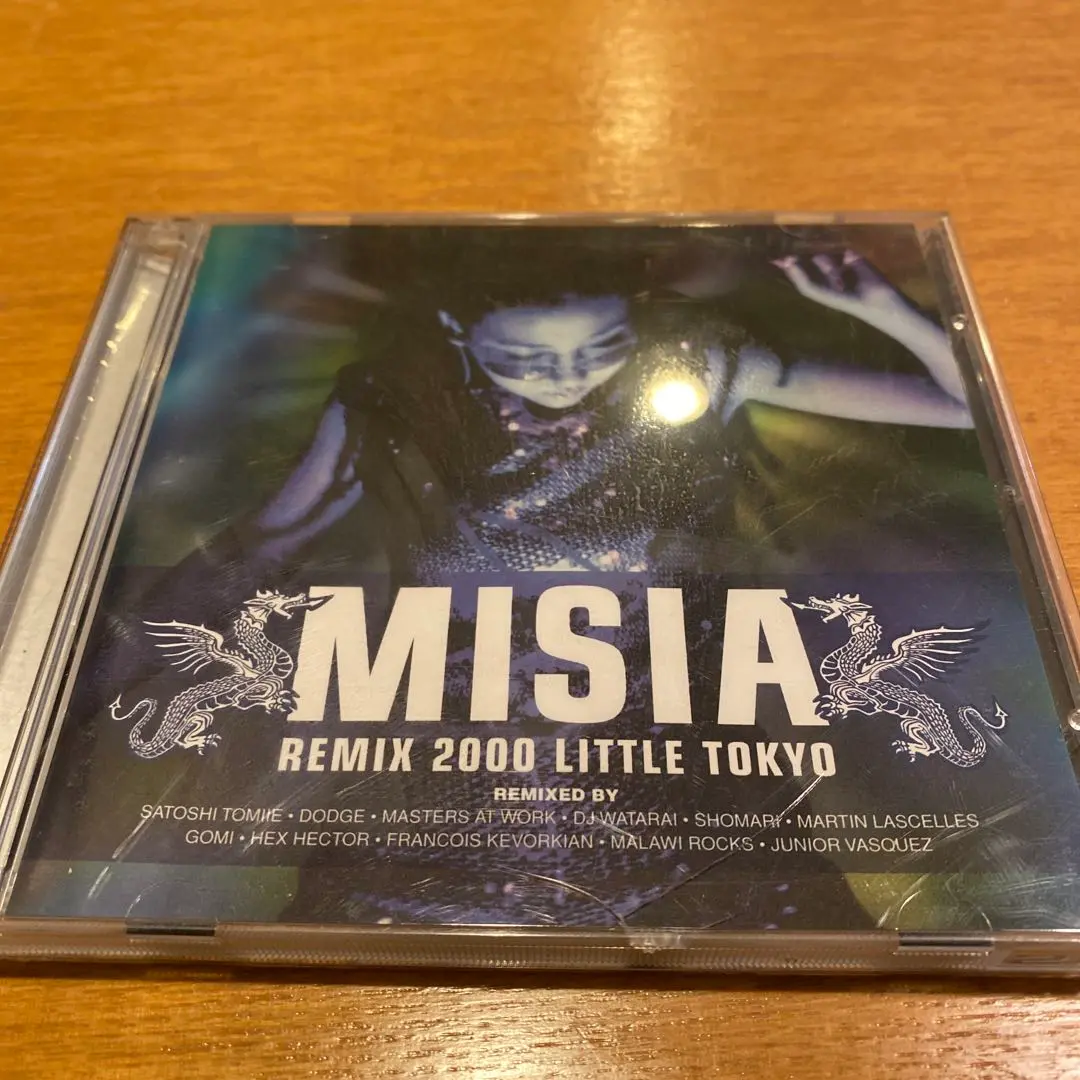 MISIA
REMIX 2000 LITTLE TOKYO
REMIXED BY
SATOSHI TOMIIE • DODGE • MASTERS AT WORK • DJ WATARAI • SHOMARI • MARTIN LASCELLES
GOMI • HEX HECTOR • FRANCOIS KEVORKIAN • MALAWI ROCKS • JUNIOR VASQUEZ